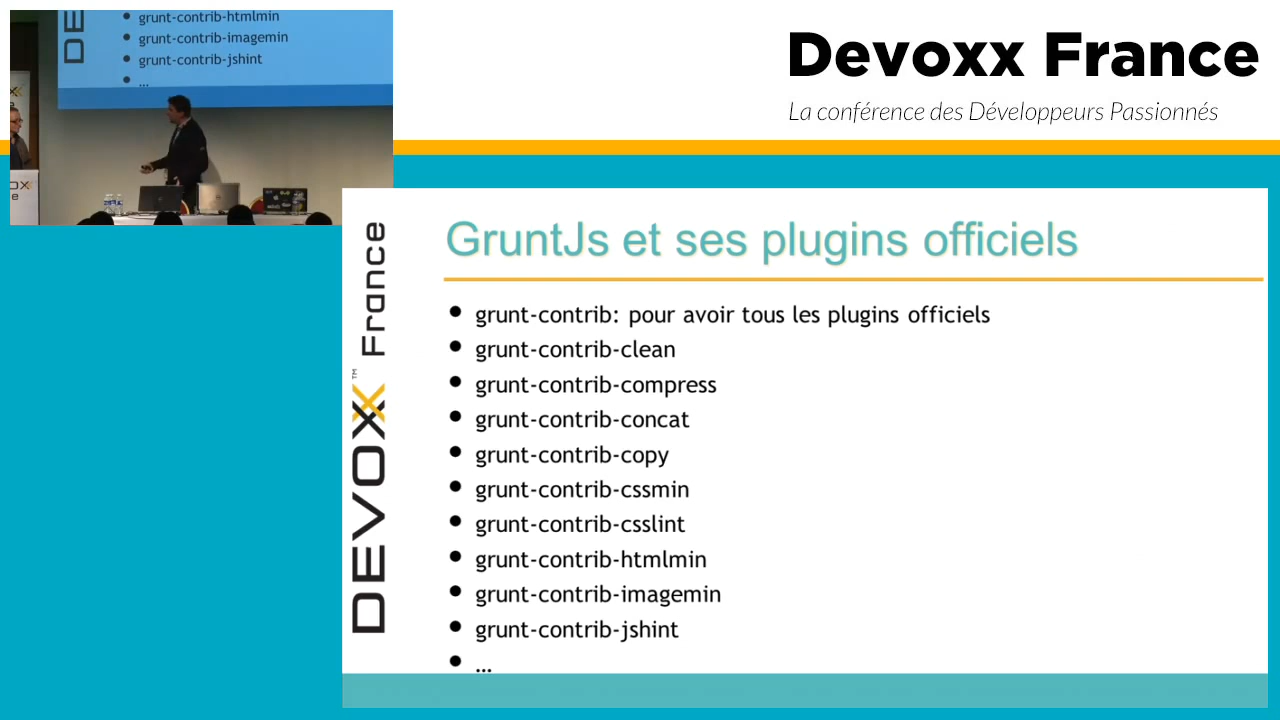 grunt-contrib-htmlmin
grunt-contrib-imagemin
grunt-contrib-jshint
...
Devoxx France
La conférence des Développeurs Passionnés
DEVOXX™ France
GruntJs et ses plugins officiels
grunt-contrib: pour avoir tous les plugins officiels
grunt-contrib-clean
grunt-contrib-compress
grunt-contrib-concat
grunt-contrib-copy
grunt-contrib-cssmin
grunt-contrib-csslint
grunt-contrib-htmlmin
grunt-contrib-imagemin
grunt-contrib-jshint
...